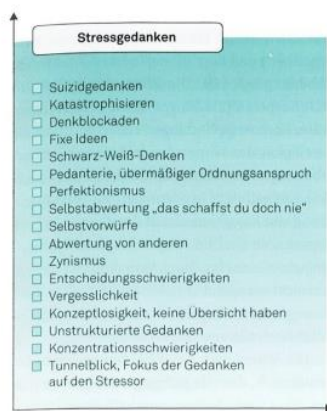 Stressgedanken
Suizidgedanken
Katastrophisieren
Denkblockaden
Fixe Ideen
Schwarz-Weiß-Denken
Pedanterie, übermäßiger Ordnungsanspruch
Perfektionismus
Selbstabwertung „das schaffst du doch nie“
Selbstvorwürfe
Abwertung von anderen
Zynismus
Entscheidungsschwierigkeiten
Vergesslichkeit
Konzeptlosigkeit, keine Übersicht haben
Unstrukturierte Gedanken
Konzentrationsschwierigkeiten
Tunnelblick, Fokus der Gedanken
auf den Stressor